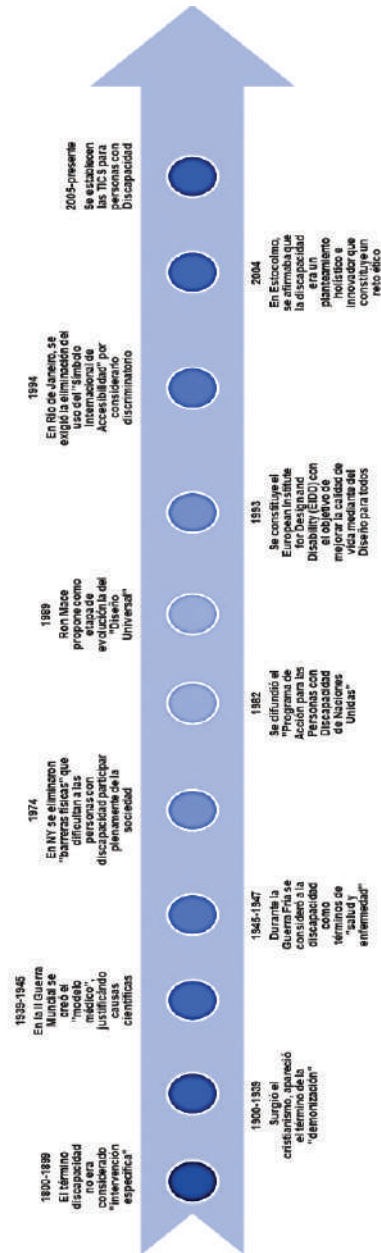 1800-1899
El término
discapacidad
no era
considerado
"intervención
específica"
1900-1939
Surgió el
cristianismo, apareció
el término de la
"demonización"
1939-1945
En la II Guerra
Mundial se
creó el
"modelo
médico",
justificándo
causas
científicas
1945-1947
Durante la
Guerra Fría se
consideró a la
discapacidad
como
términos de
"salud y
enfermedad"
1974
En NY se eliminaron
"barreras físicas" que
dificultan a las
personas con
discapacidad participar
plenamente de la
sociedad
1982
Se difundió el
"Programa de
Acción para las
Personas con
Discapacidad
de Naciones
Unidas"
1989
Ron Mace
propone como
etapa de
evolución la del
"Diseño
Universal"
1993
Se constituye el
European Institute
for Design and
Disability (EIDD) con
el objetivo de
mejorar la calidad de
vida mediante del
Diseño para todos
1994
En Río de Janeiro, se
exigió la eliminación del
uso del "Símbolo
Internacional de
Accesibilidad" por
considerarlo
discriminatorio
2004
En Estocolmo,
se afirmaba que
la discapacidad
era un
planteamiento
holístico e
innovador que
constituye un
reto ético
2005-presente
Se establecen
las TICS para
personas con
Discapacidad